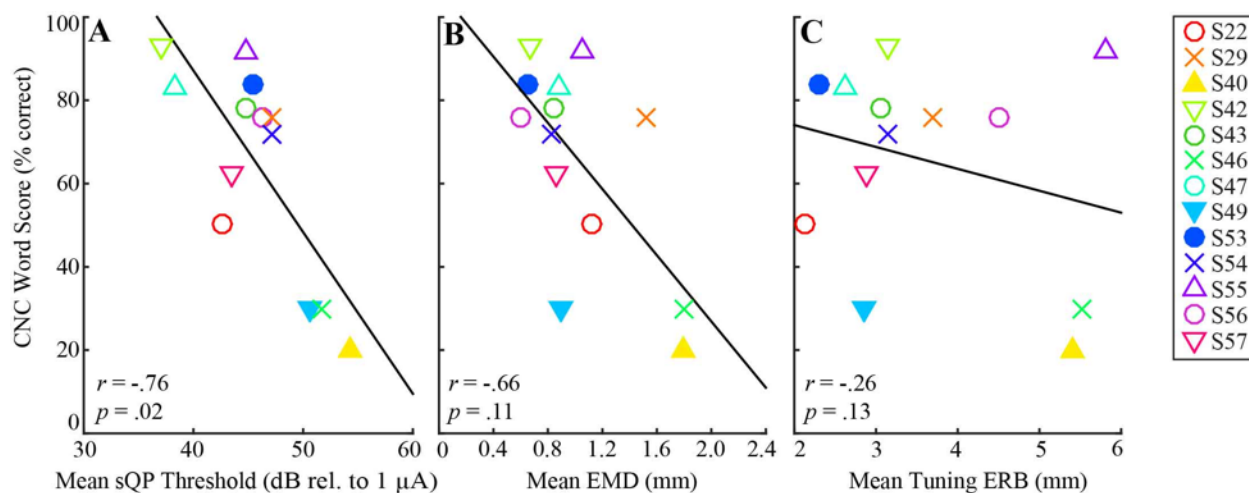 A
B
C
CNC Word Score (% correct)
100
80
60
40
20
0
r = -.76
p = .02
r = -.66
p = .11
r = -.26
p = .13
30 40 50 60
0.4 0.8 1.2 1.6 2.0 2.4
2 3 4 5 6
Mean sQP Threshold (dB rel. to 1 µA)
Mean EMD (mm)
Mean Tuning ERB (mm)
S22
S29
S40
S42
S43
S46
S47
S49
S53
S54
S55
S56
S57